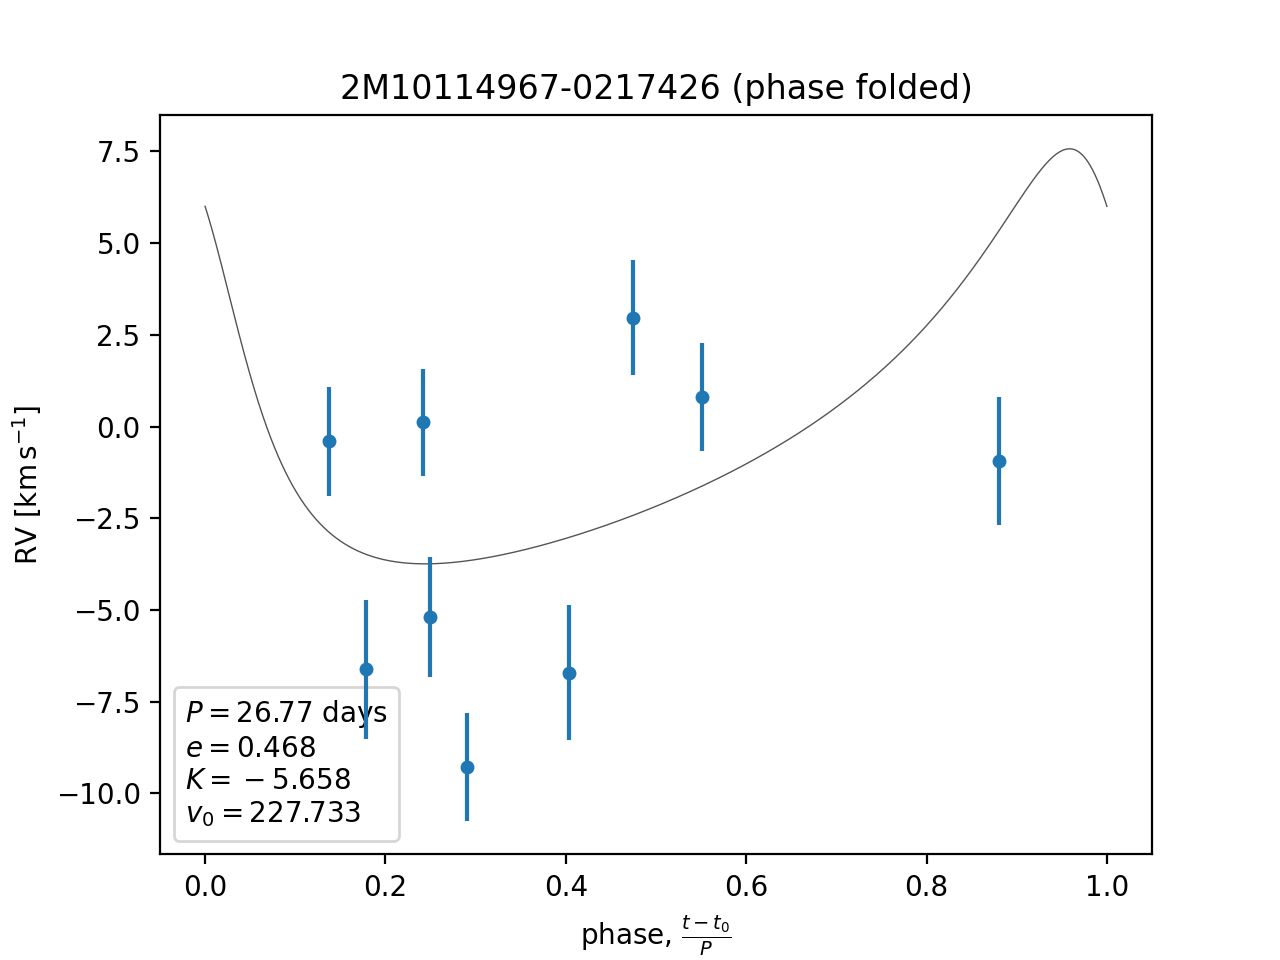 2M10114967-0217426 (phase folded)
7.5
5.0
2.5
0.0
−2.5
−5.0
−7.5
−10.0
RV [km s⁻¹]
P = 26.77 days
e = 0.468
K = −5.658
v₀ = 227.733
0.0 0.2 0.4 0.6 0.8 1.0
phase, (t − t₀)/P